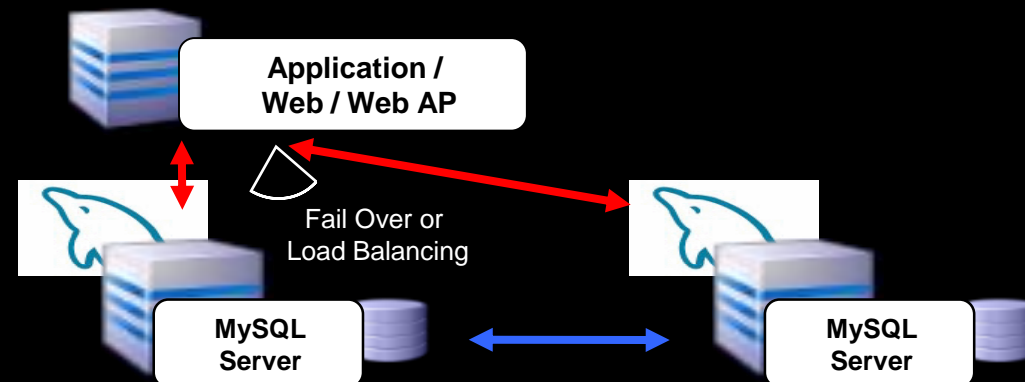 Application /
Web / Web AP
Fail Over or
Load Balancing
MySQL
Server
MySQL
Server